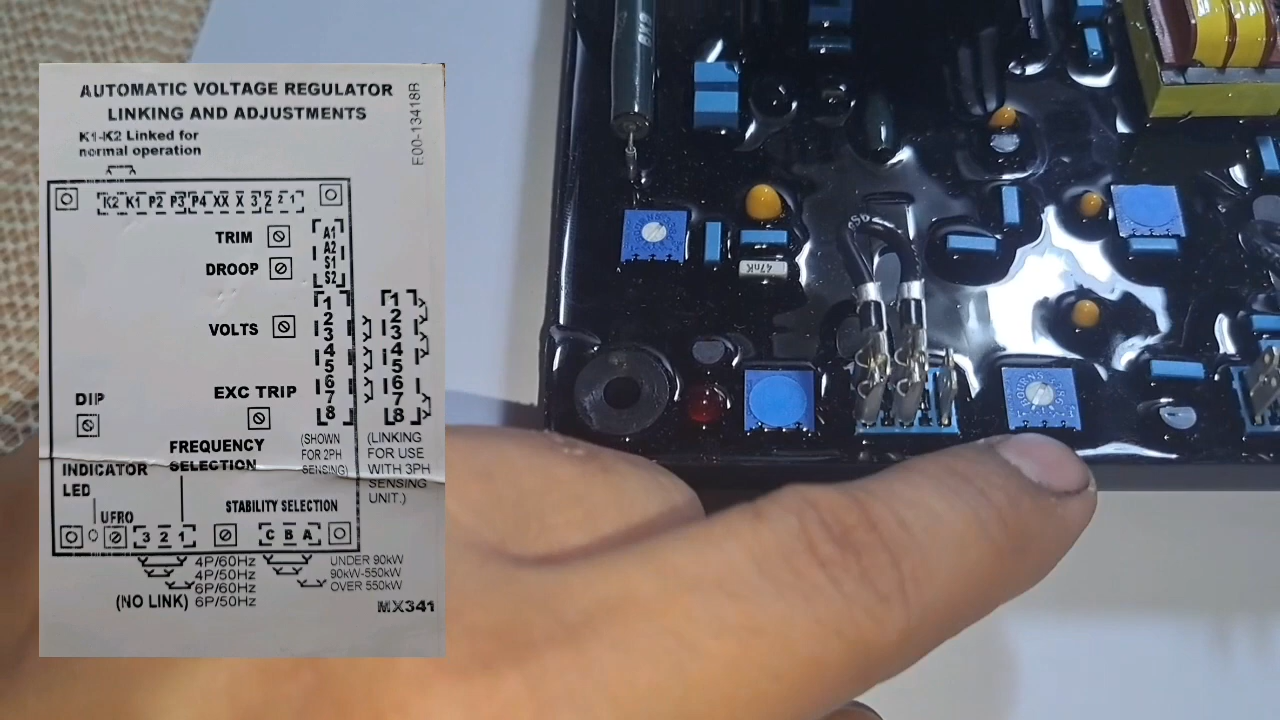 AUTOMATIC VOLTAGE REGULATOR
LINKING AND ADJUSTMENTS
E00-13418R
K1-K2 Linked for
normal operation
K2 K1 P2 P3 P4 XX X 3 2 2 1
TRIM
DROOP
VOLTS
EXC TRIP
A1
A2
S1
S2
1
2
3
4
5
6
7
8
1
2
3
4
5
6
7
8
DIP
FREQUENCY
SELECTION
(SHOWN
FOR 2PH
SENSING)
(LINKING
FOR USE
WITH 3PH
SENSING
UNIT.)
INDICATOR
LED
UFRO
STABILITY SELECTION
3 2 1
C B A
4P/60Hz
4P/50Hz
6P/60Hz
(NO LINK) 6P/50Hz
UNDER 90kW
90kW-550kW
OVER 550kW
MX341
47nK